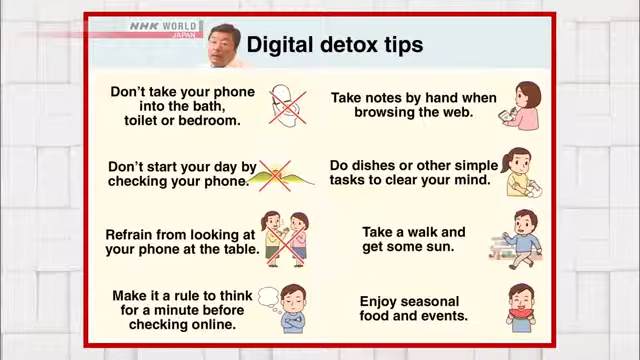 NHK WORLD
JAPAN
Digital detox tips
Don't take your phone
into the bath,
toilet or bedroom.
Don't start your day by
checking your phone.
Refrain from looking at
your phone at the table.
Make it a rule to think
for a minute before
checking online.
Take notes by hand when
browsing the web.
Do dishes or other simple
tasks to clear your mind.
Take a walk and
get some sun.
Enjoy seasonal
food and events.